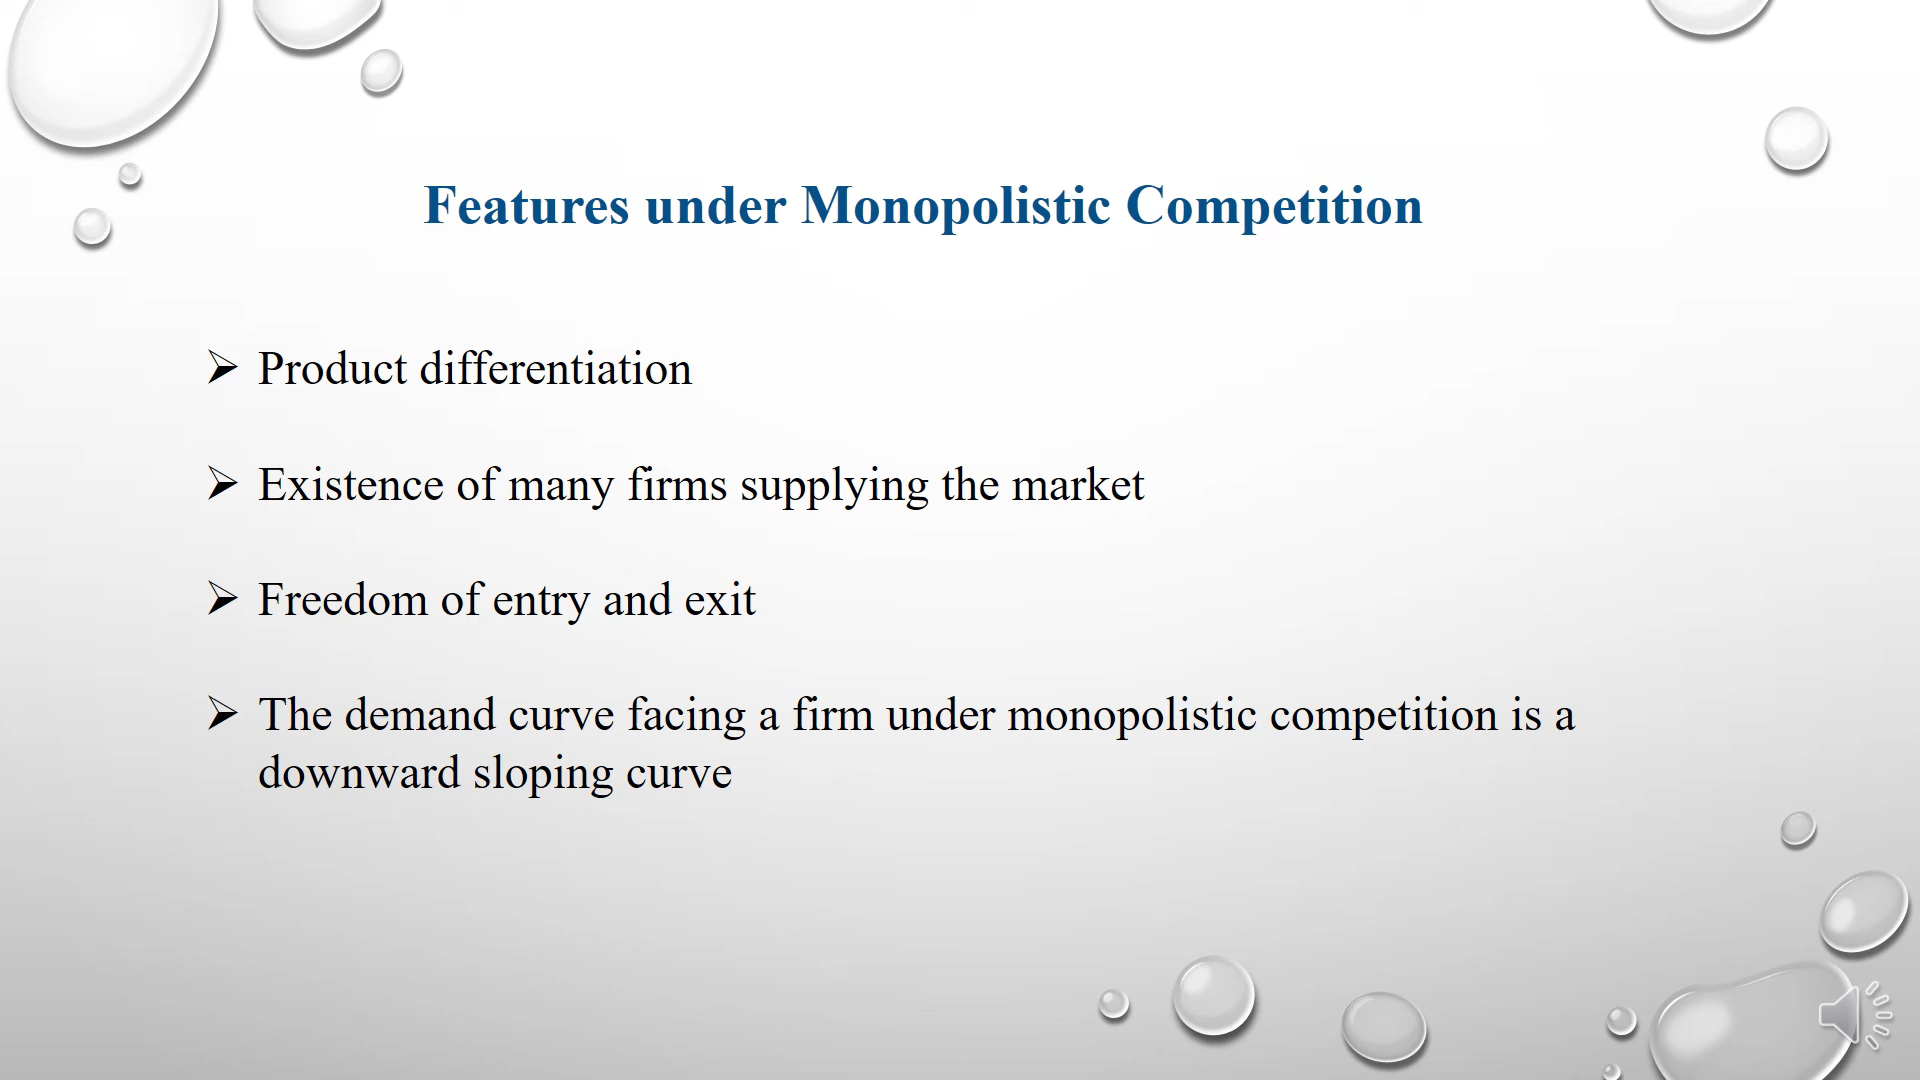 Features under Monopolistic Competition
➢ Product differentiation
➢ Existence of many firms supplying the market
➢ Freedom of entry and exit
➢ The demand curve facing a firm under monopolistic competition is a
downward sloping curve